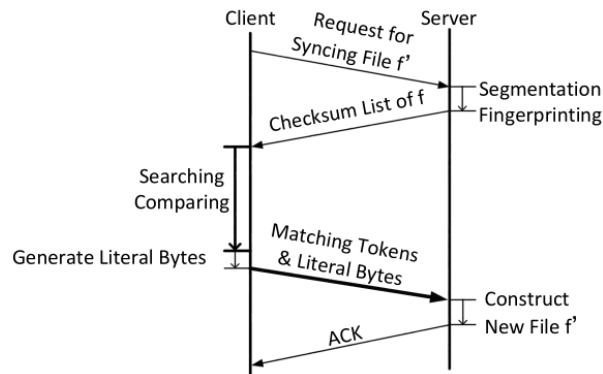 Client
Server
Request for
Syncing File f’
Segmentation
Fingerprinting
Checksum List of f
Searching
Comparing
Matching Tokens
& Literal Bytes
Generate Literal Bytes
Construct
New File f’
ACK